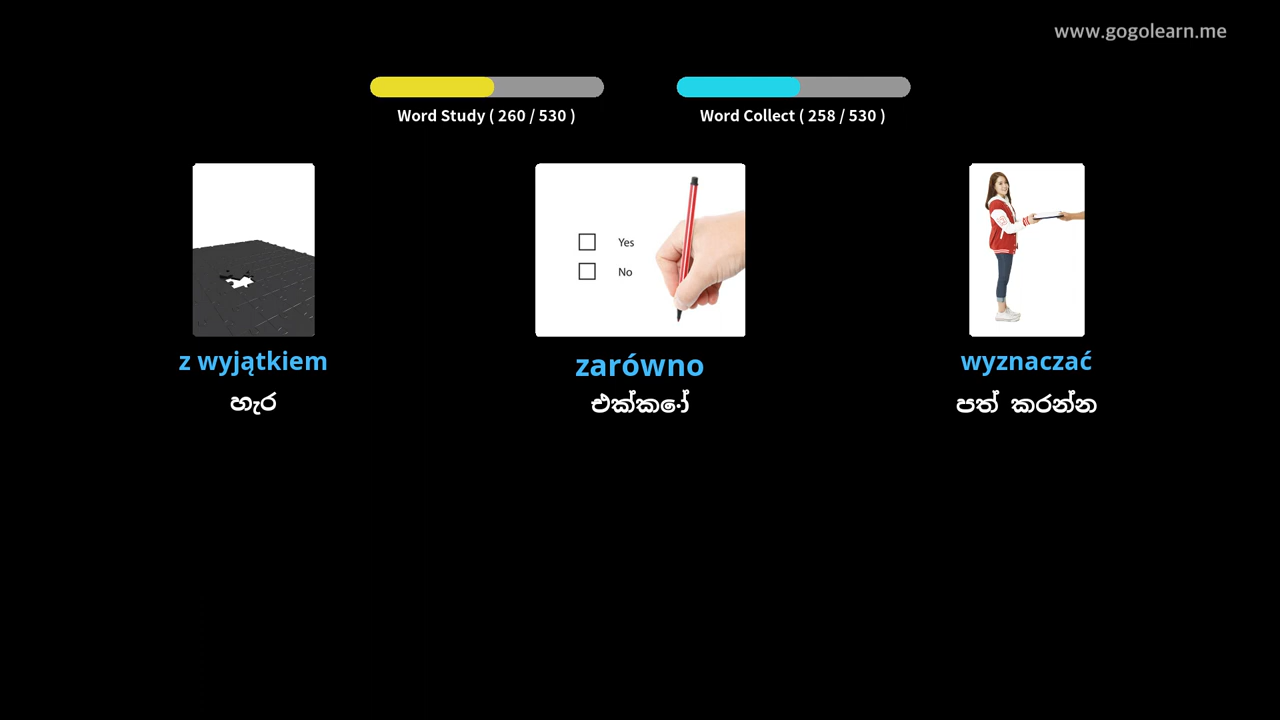 www.gogolearn.me
Word Study ( 260 / 530 )
Word Collect ( 258 / 530 )
Yes
No
z wyjątkiem
zarówno
wyznaczać
හැර
එක්කෝ
පත් කරන්න